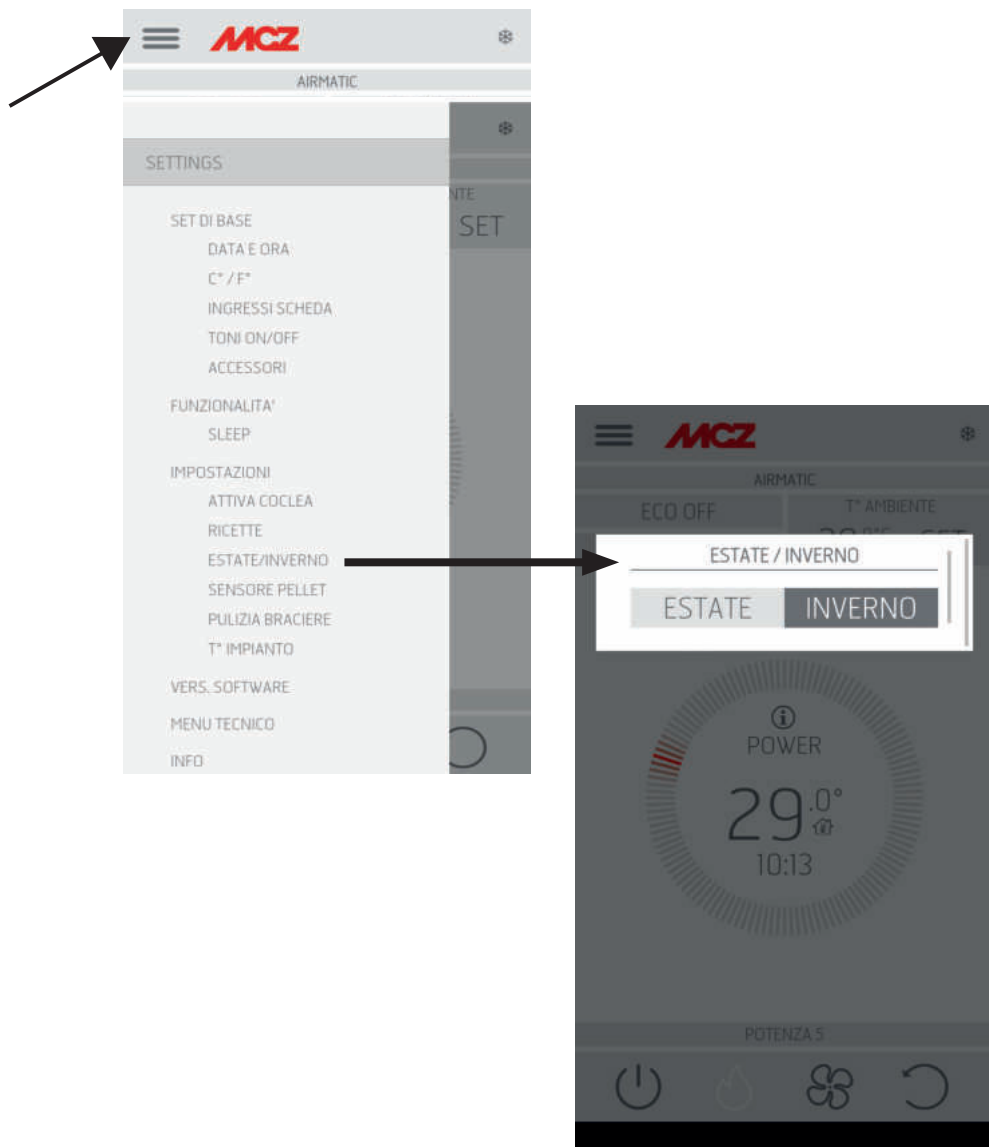 MCZ
AIRMATIC
SETTINGS
NTE
SET
SET DI BASE
DATA E ORA
C° / F°
INGRESSI SCHEDA
TONI ON/OFF
ACCESSORI
FUNZIONALITA'
SLEEP
IMPOSTAZIONI
ATTIVA COCLEA
RICETTE
ESTATE/INVERNO
SENSORE PELLET
PULIZIA BRACIERE
T° IMPIANTO
VERS. SOFTWARE
MENU TECNICO
INFO
MCZ
AIRMATIC
ECO OFF
T° AMBIENTE
ESTATE / INVERNO
ESTATE INVERNO
POWER
29.0°
10:13
POTENZA 5